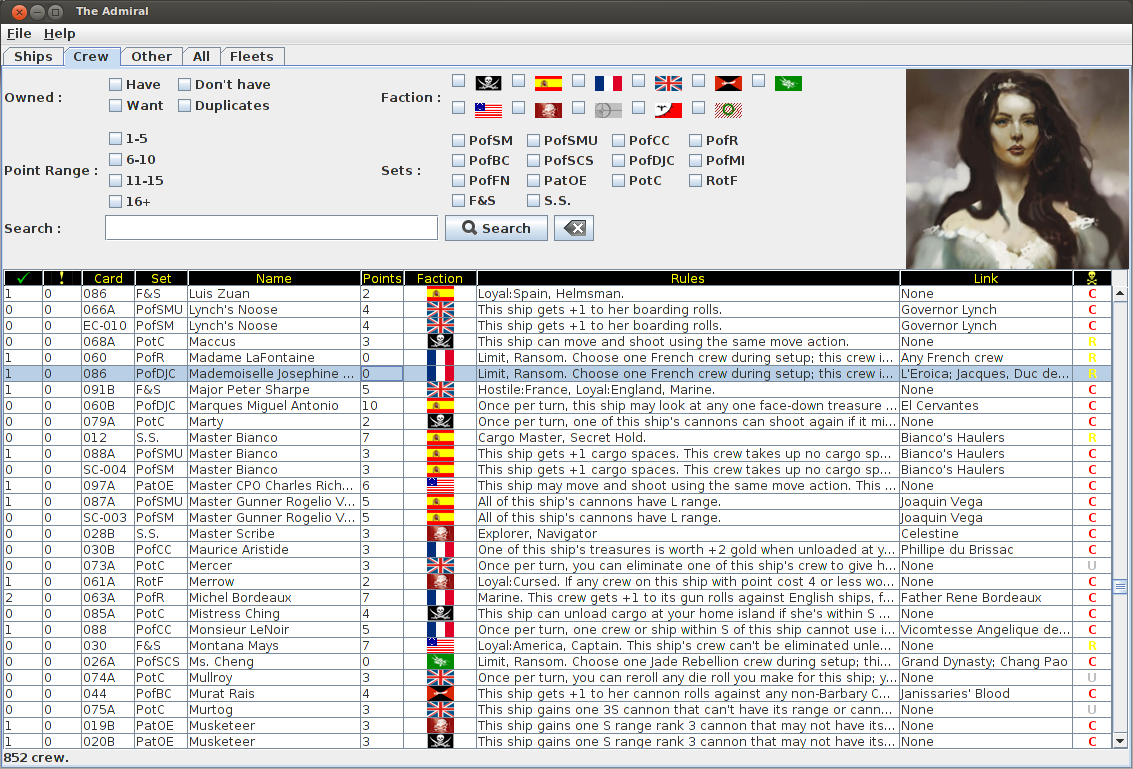 The Admiral
File Help
Ships Crew Other All Fleets
Owned : Have Don't have Faction :
Want Duplicates
Point Range : 1-5 Sets : PofSM PofSMU PofCC PofR
6-10 PofBC PofSCS PofDJC PofMI
11-15 PofFN PatOE PotC RotF
16+ F&S S.S.
Search : Search
! Card Set Name Points Faction Rules Link
1 0 086 F&S Luis Zuan 2 Loyal:Spain, Helmsman. None C
0 0 066A PofSMU Lynch's Noose 4 This ship gets +1 to her boarding rolls. Governor Lynch C
0 0 EC-010 PofSM Lynch's Noose 4 This ship gets +1 to her boarding rolls. Governor Lynch C
0 0 068A PotC Maccus 3 This ship can move and shoot using the same move action. None R
1 0 060 PofR Madame LaFontaine 0 Limit, Ransom. Choose one French crew during setup; this crew i... Any French crew R
1 0 086 PofDJC Mademoiselle Josephine ... 0 Limit, Ransom. Choose one French crew during setup; this crew i... L'Eroica; Jacques, Duc de... R
1 0 091B F&S Major Peter Sharpe 5 Hostile:France, Loyal:England, Marine. None C
0 0 060B PofDJC Marques Miguel Antonio 10 Once per turn, this ship may look at any one face-down treasure ... El Cervantes C
0 0 079A PotC Marty 2 Once per turn, one of this ship's cannons can shoot again if it mi... None C
0 0 012 S.S. Master Bianco 7 Cargo Master, Secret Hold. Bianco's Haulers R
1 0 088A PofSMU Master Bianco 3 This ship gets +1 cargo spaces. This crew takes up no cargo sp... Bianco's Haulers C
0 0 SC-004 PofSM Master Bianco 3 This ship gets +1 cargo spaces. This crew takes up no cargo sp... Bianco's Haulers C
1 0 097A PatOE Master CPO Charles Rich... 6 This ship may move and shoot using the same move action. This ... None C
1 0 087A PofSMU Master Gunner Rogelio V... 5 All of this ship's cannons have L range. Joaquin Vega C
0 0 SC-003 PofSM Master Gunner Rogelio V... 5 All of this ship's cannons have L range. Joaquin Vega C
0 0 028B S.S. Master Scribe 3 Explorer, Navigator Celestine C
0 0 030B PofCC Maurice Aristide 3 One of this ship's treasures is worth +2 gold when unloaded at y... Phillipe du Brissac C
0 0 073A PotC Mercer 3 Once per turn, you can eliminate one of this ship's crew to give h... None U
1 0 061A RotF Merrow 2 Loyal:Cursed. If any crew on this ship with point cost 4 or less wo... None C
2 0 063A PofR Michel Bordeaux 7 Marine. This crew gets +1 to its gun rolls against English ships, f... Father Rene Bordeaux C
0 0 085A PotC Mistress Ching 4 This ship can unload cargo at your home island if she's within S ... None C
1 0 088 PofCC Monsieur LeNoir 5 Once per turn, one crew or ship within S of this ship cannot use i... Vicomtesse Angelique de... C
0 0 030 F&S Montana Mays 7 Loyal:America, Captain. This ship's crew can't be eliminated unle... None R
0 0 026A PofSCS Ms. Cheng 0 Limit, Ransom. Choose one Jade Rebellion crew during setup; thi... Grand Dynasty; Chang Pao C
0 0 074A PotC Mullroy 3 Once per turn, you can reroll any die roll you make for this ship; y... None U
0 0 044 PofBC Murat Rais 4 This ship gets +1 to her cannon rolls against any non-Barbary C... Janissaries' Blood C
0 0 075A PotC Murtog 3 This ship gains one 3S cannon that can't have its range or cann... None U
1 0 019B PatOE Musketeer 3 This ship gains one S range rank 3 cannon that may not have its... None C
1 0 020B PatOE Musketeer 3 This ship gains one S range rank 3 cannon that may not have its... None C
852 crew.